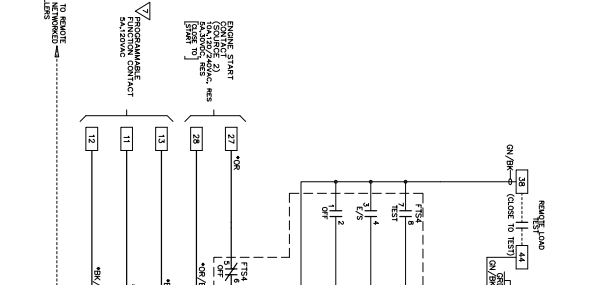 TO REMOTE
NETWORKED
LLERS
7
PROGRAMMABLE
FUNCTION CONTACT
5A,120VAC
ENGINE START
CONTACT
(SOURCE 2)
10A,120/240VAC, RES
5A,30VDC, RES
[CLOSE TO
START]
12
11
13
28
27
*OR
*BK/
*OR/B
FTS4
5 6
OFF
1 2
OFF
3 4
E/S
FTS4
7 8
TEST
GN/BK
38
REMOTE LOAD
TEST
(CLOSE TO TEST)
44
GN/BK